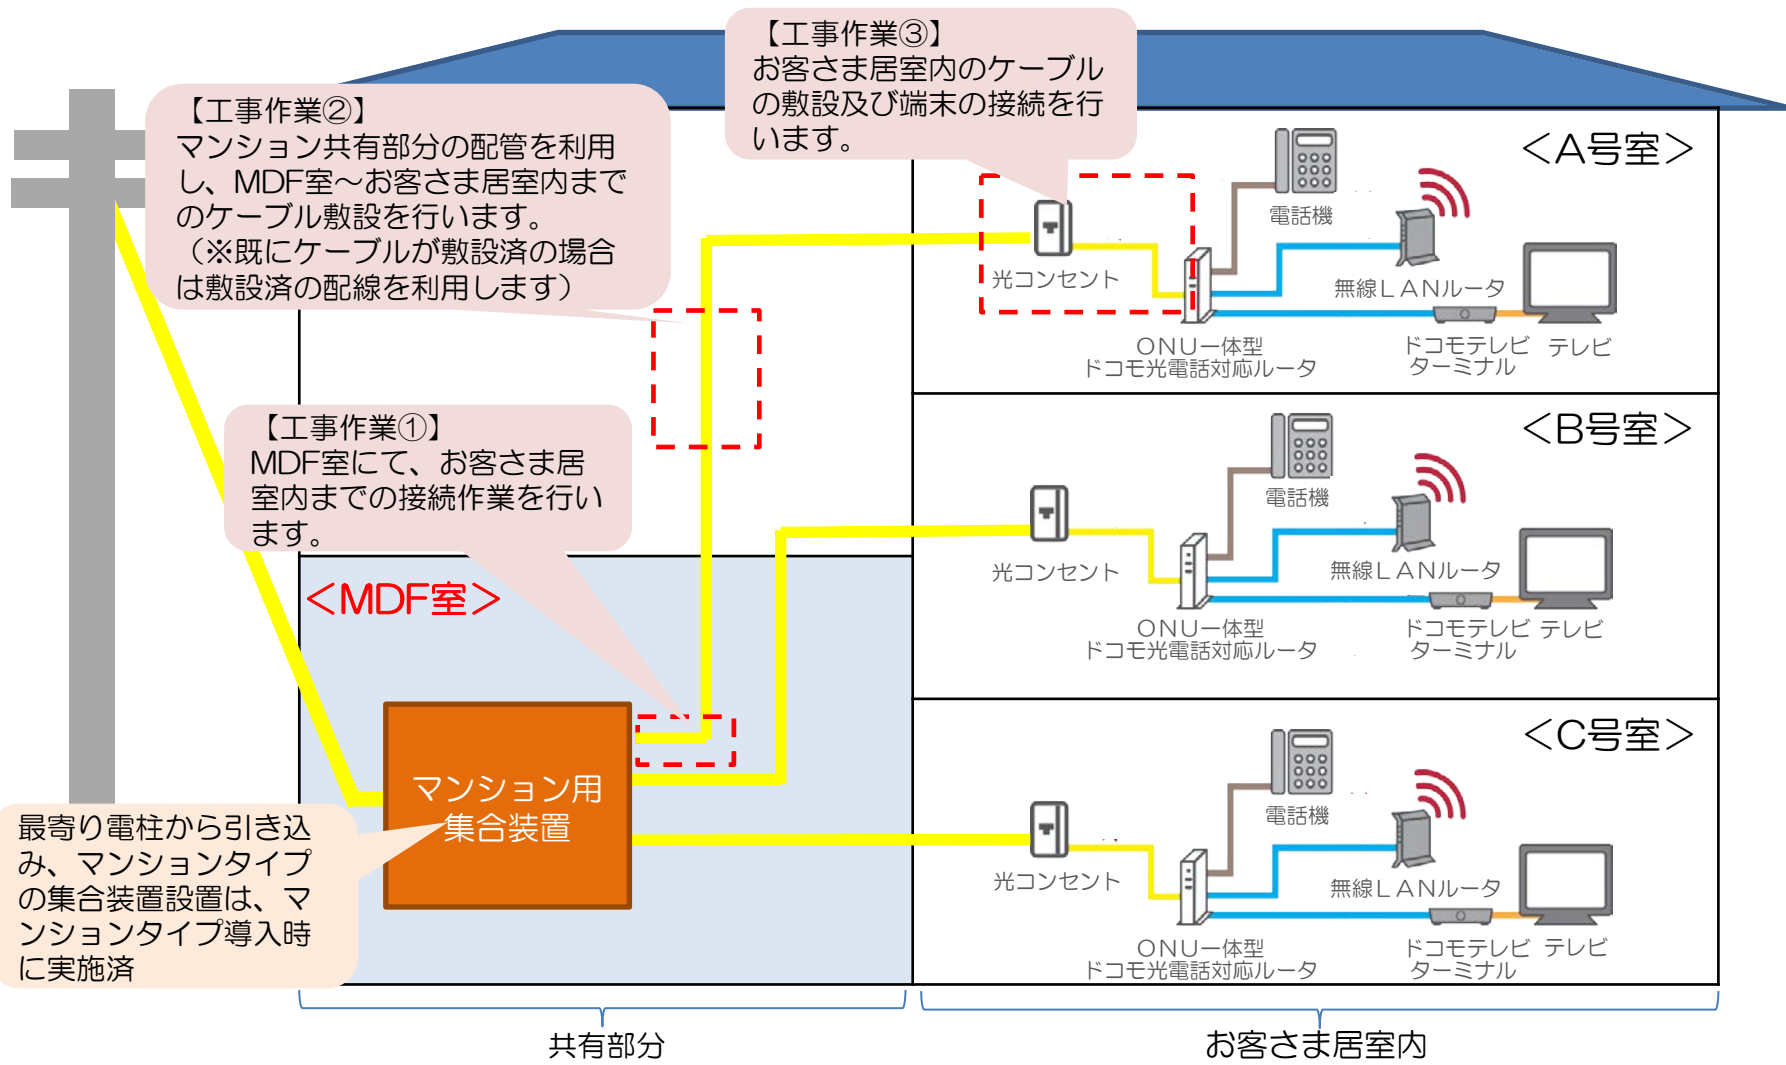 【工事作業③】
お客さま居室内のケーブル
の敷設及び端末の接続を行
います。
【工事作業②】
マンション共有部分の配管を利用
し、MDF室～お客さま居室内まで
のケーブル敷設を行います。
（※既にケーブルが敷設済の場合
は敷設済の配線を利用します）
【工事作業①】
MDF室にて、お客さま居
室内までの接続作業を行い
ます。
＜MDF室＞
マンション用
集合装置
最寄り電柱から引き込
み、マンションタイプ
の集合装置設置は、マ
ンションタイプ導入時
に実施済
＜A号室＞
電話機
光コンセント
無線ＬＡＮルータ
ＯＮＵ一体型
ドコモ光電話対応ルータ
ドコモテレビ
ターミナル
テレビ
＜B号室＞
電話機
光コンセント
無線ＬＡＮルータ
ＯＮＵ一体型
ドコモ光電話対応ルータ
ドコモテレビ
ターミナル
テレビ
＜C号室＞
電話機
光コンセント
無線ＬＡＮルータ
ＯＮＵ一体型
ドコモ光電話対応ルータ
ドコモテレビ
ターミナル
テレビ
共有部分
お客さま居室内